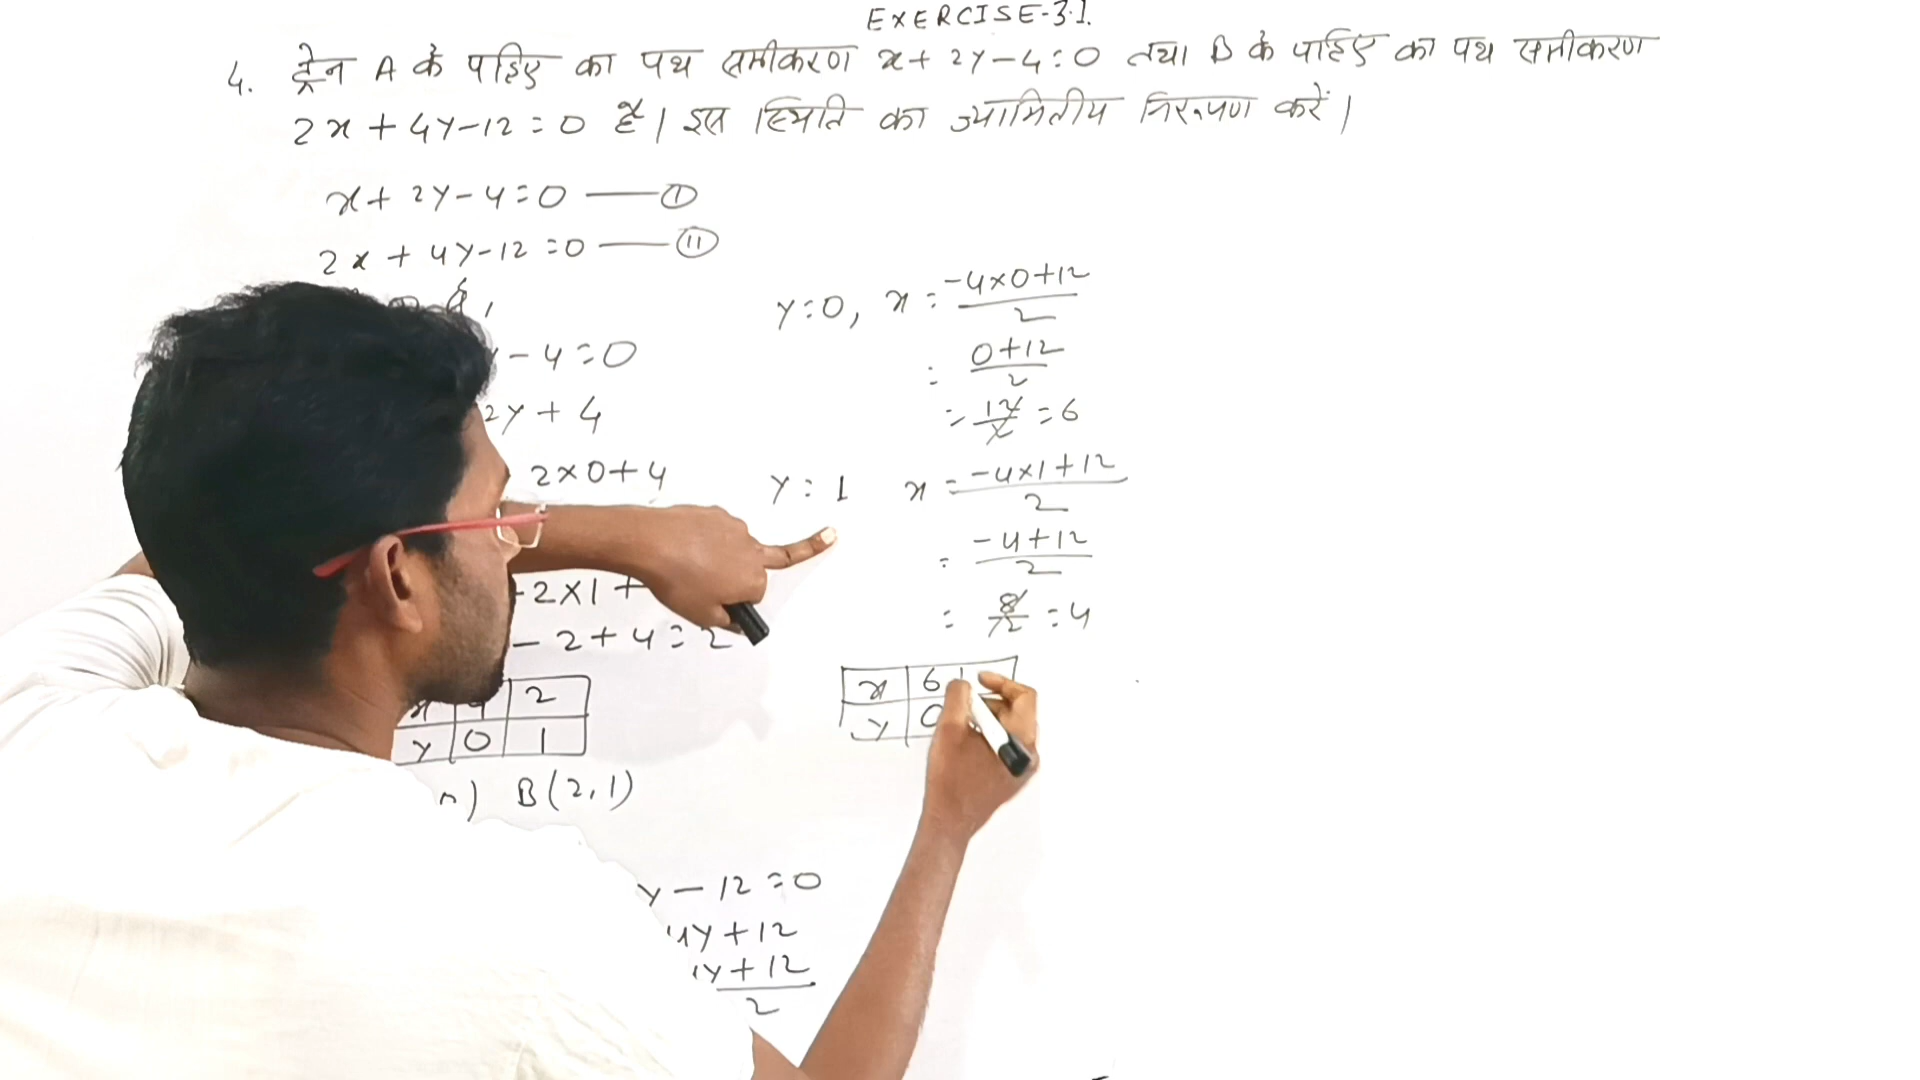 EXERCISE-3.1.
4. ट्रेन A के पहिए का पथ समीकरण x+2y-4=0 तथा B के पहिए का पथ समीकरण
2x+4y-12=0 है। इस स्थिति का ज्यामितीय निरूपण करें।
x+2y-4=0 —— (I)
2x+4y-12=0 —— (II)
-4=0
2y+4
2×0+4
-2×1+
-2+4=2
2
y 0 1
) B(2,1)
y-12=0
4y+12
y+12
2
y=0, x=-4×0+12
2
= 0+12
2
= 12/2 =6
y=1 x=-4×1+12
2
= -4+12
2
= 8/2 =4
x 6
y 0